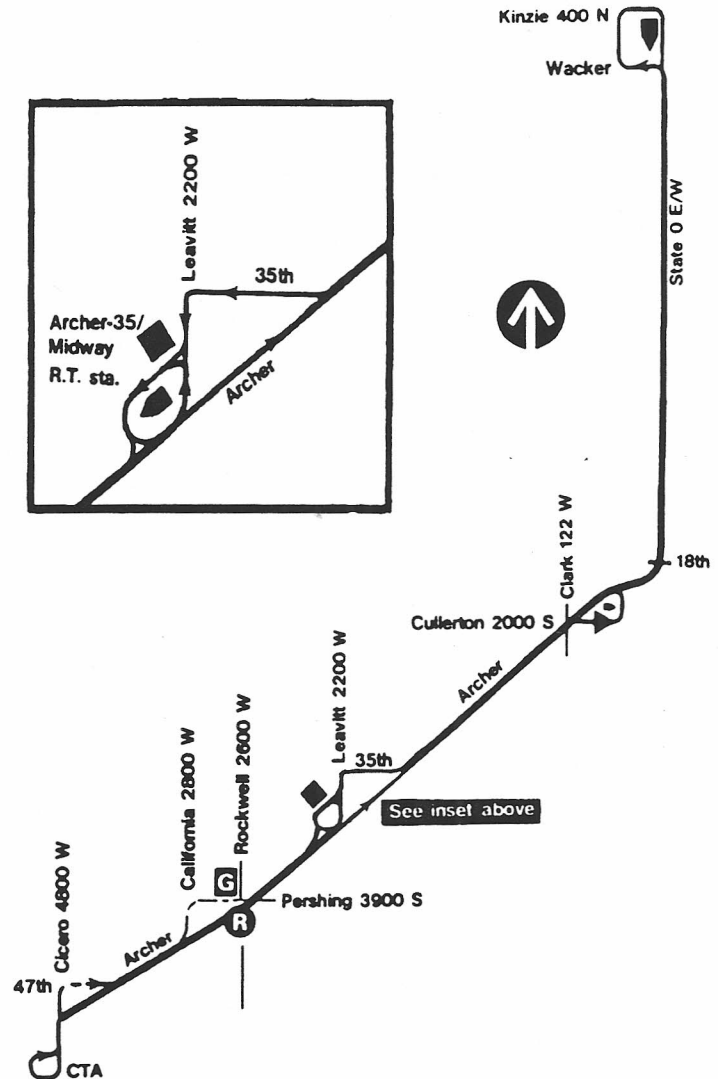 Kinzie 400 N
Wacker
State 0 E/W
Leavitt 2200 W
35th
Archer-35/
Midway
R.T. sta.
Archer
18th
Clark 122 W
Cullerton 2000 S
Archer
Leavitt 2200 W
35th
See inset above
California 2800 W
Rockwell 2600 W
G
Pershing 3900 S
R
Cicero 4800 W
Archer
47th
CTA